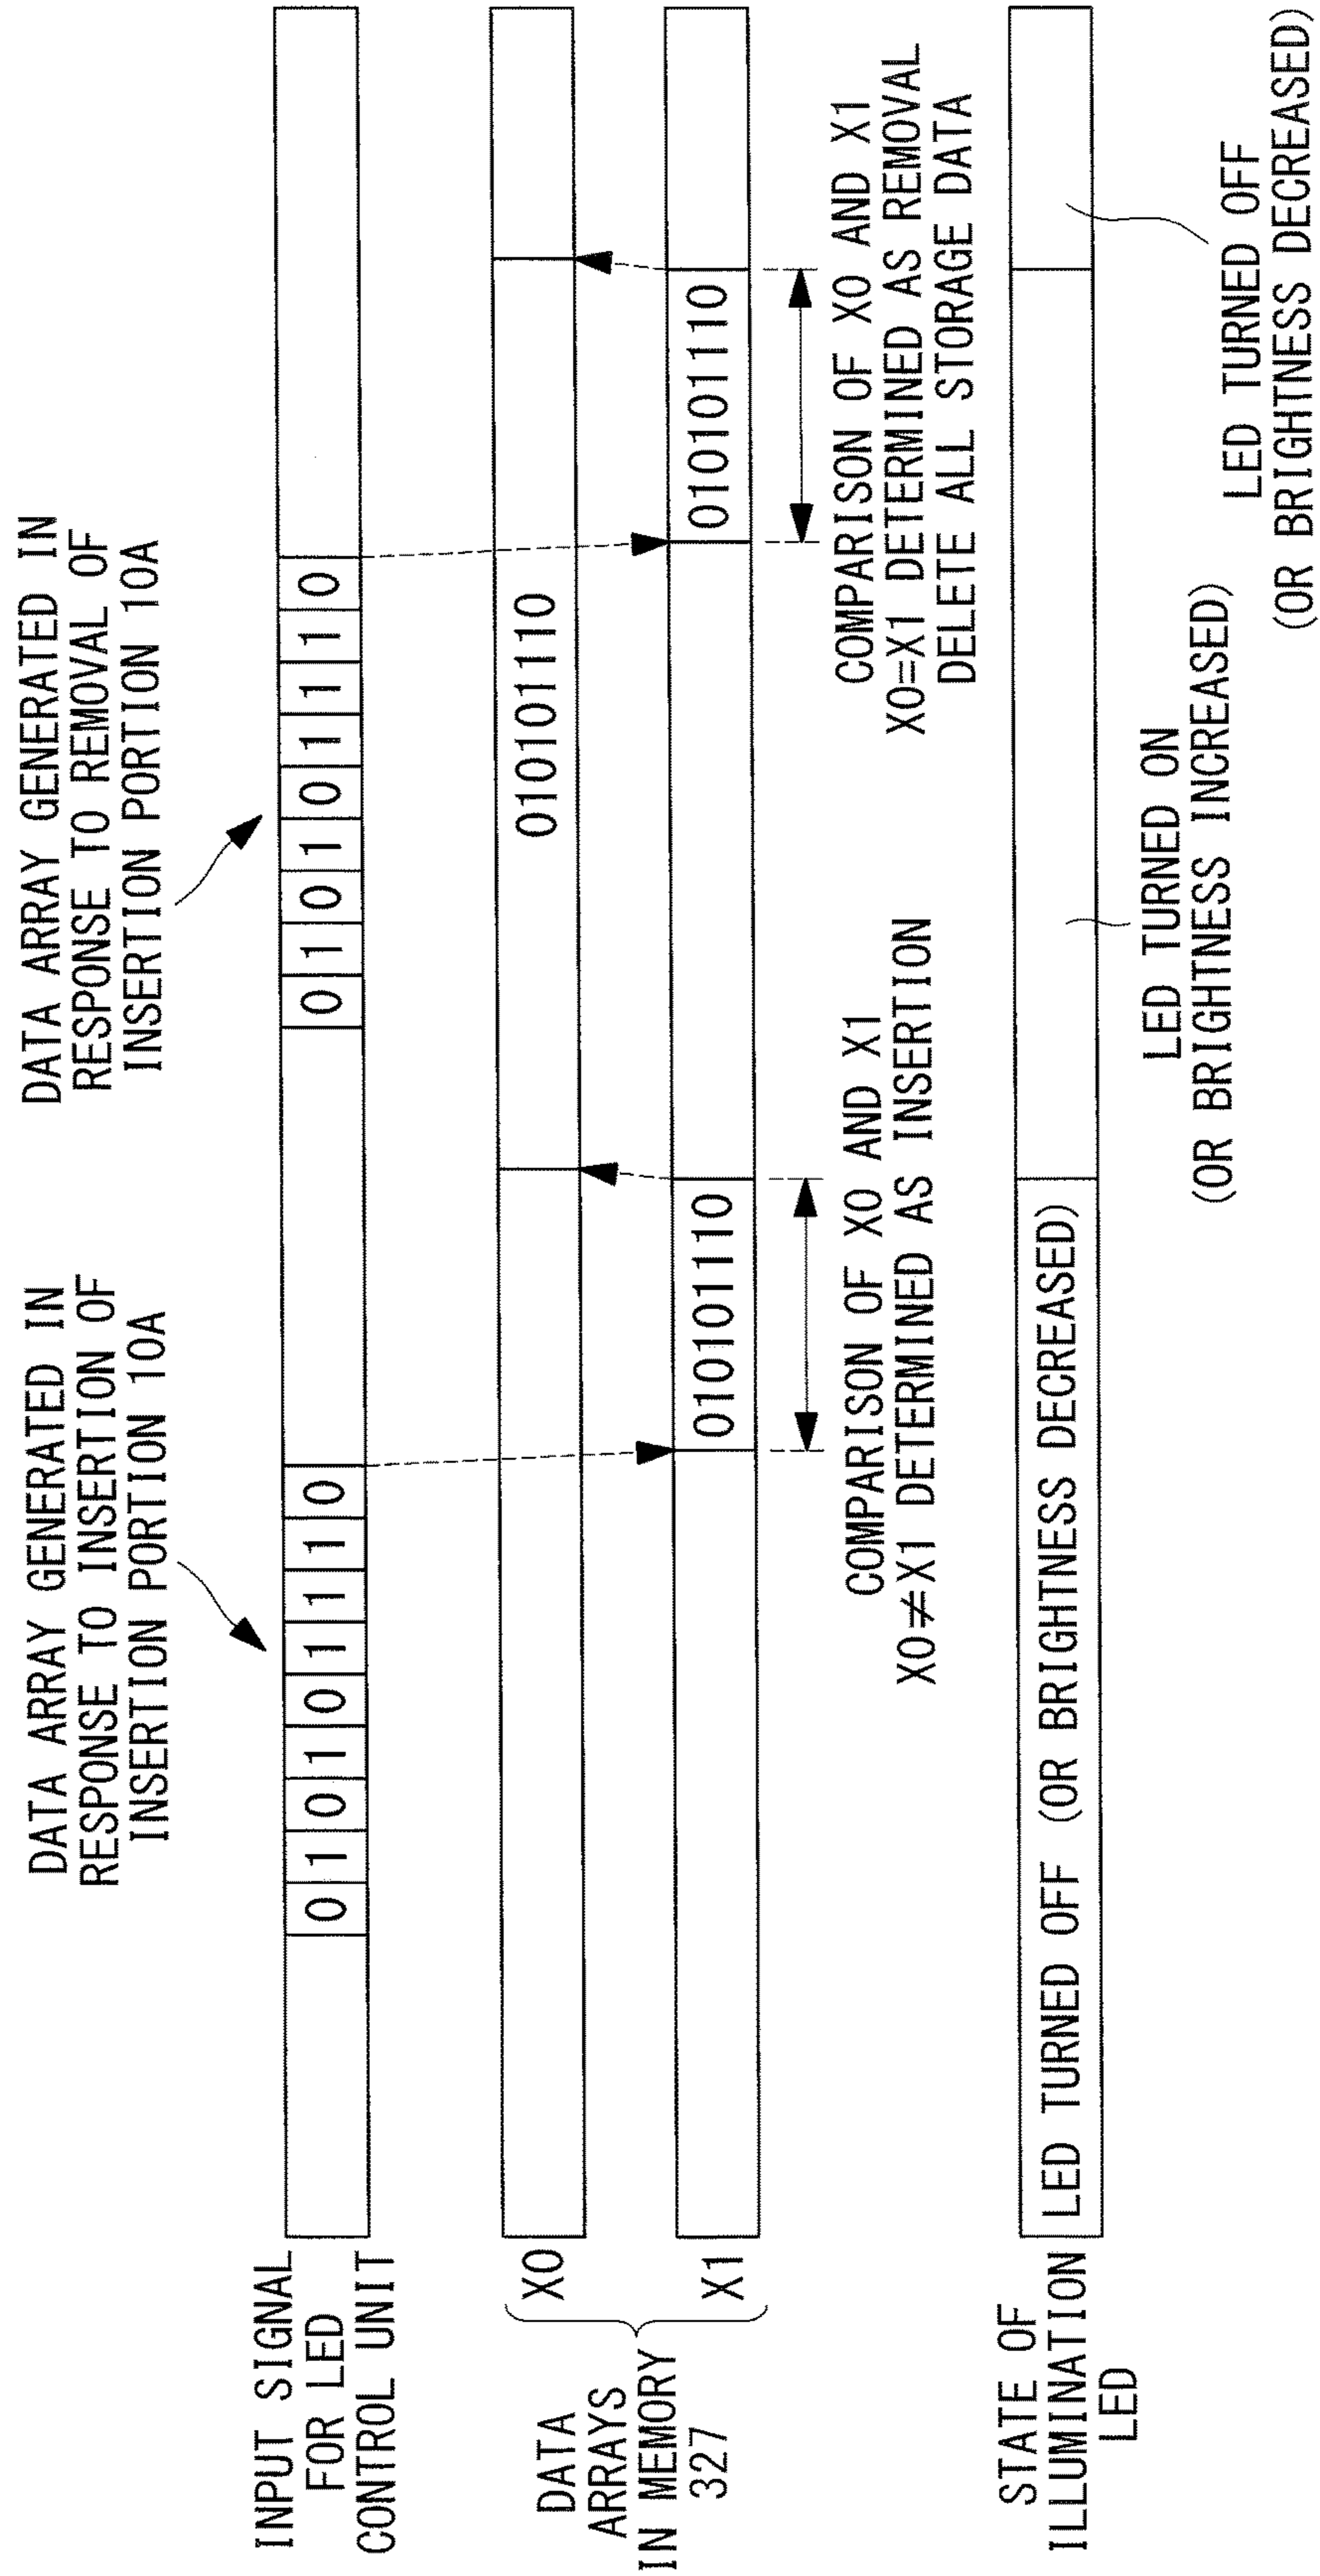 DATA ARRAY GENERATED IN
RESPONSE TO INSERTION OF
INSERTION PORTION 10A
DATA ARRAY GENERATED IN
RESPONSE TO REMOVAL OF
INSERTION PORTION 10A
INPUT SIGNAL
FOR LED
CONTROL UNIT
0 1 0 1 0 1 1 1 0
0 1 0 1 0 1 1 1 0
DATA
ARRAYS
IN MEMORY
327
X0
010101110
X1
010101110
010101110
COMPARISON OF X0 AND X1
X0≠X1 DETERMINED AS INSERTION
COMPARISON OF X0 AND X1
X0=X1 DETERMINED AS REMOVAL
DELETE ALL STORAGE DATA
STATE OF
ILLUMINATION
LED
LED TURNED OFF (OR BRIGHTNESS DECREASED)
LED TURNED ON
(OR BRIGHTNESS INCREASED)
LED TURNED OFF
(OR BRIGHTNESS DECREASED)